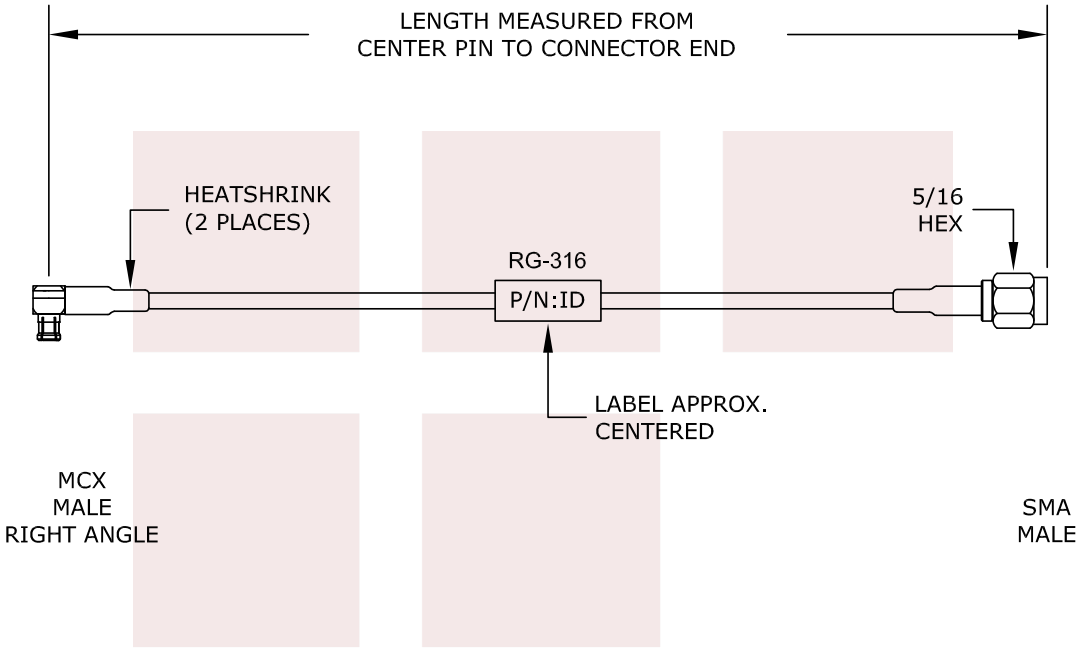 LENGTH MEASURED FROM
CENTER PIN TO CONNECTOR END
HEATSHRINK
(2 PLACES)
5/16
HEX
RG-316
P/N:ID
LABEL APPROX.
CENTERED
MCX
MALE
RIGHT ANGLE
SMA
MALE